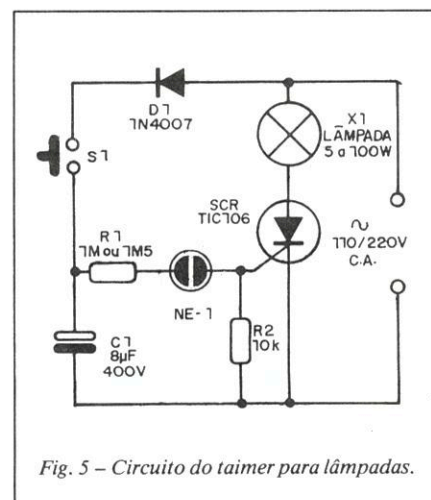 D1
1N4007
X1
LÂMPADA
5 a 100W
S1
SCR
TIC106
R1
1M ou 1M5
110/220V
C.A.
NE-1
R2
10k
C1
8µF
400V
Fig. 5 – Circuito do taimer para lâmpadas.